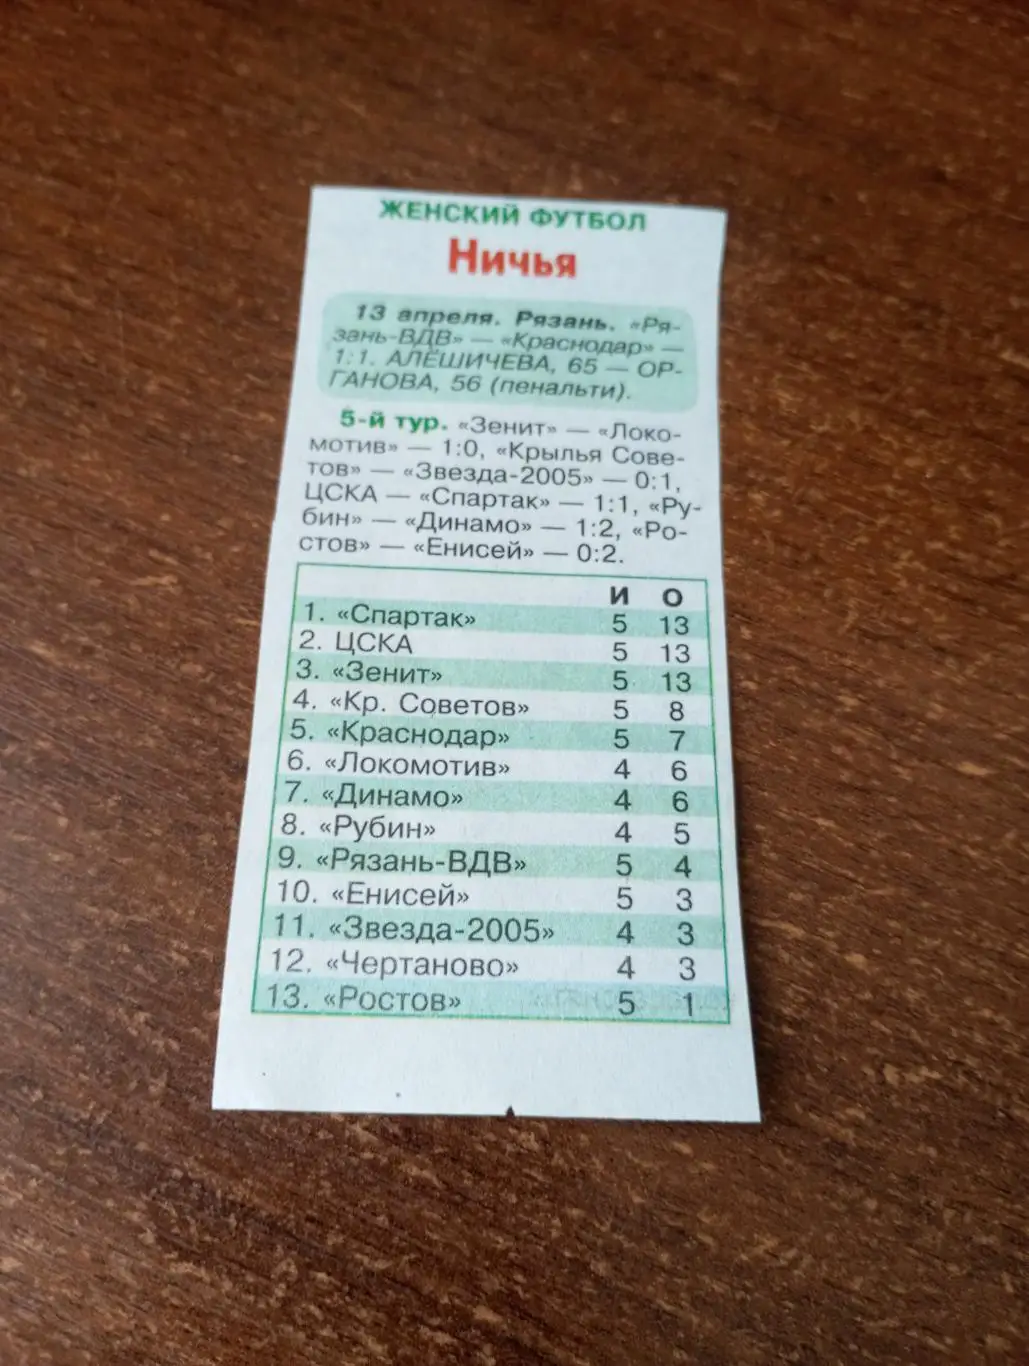 ЖЕНСКИЙ ФУТБОЛ
Ничья
13 апреля. Рязань. «Ря-
зань-ВДВ» — «Краснодар» —
1:1. АЛЁШИЧЕВА, 65 — ОР-
ГАНОВА, 56 (пенальти).
5-й тур. «Зенит» — «Локо-
мотив» — 1:0, «Крылья Сове-
тов» — «Звезда-2005» — 0:1,
ЦСКА — «Спартак» — 1:1, «Ру-
бин» — «Динамо» — 1:2, «Ро-
стов» — «Енисей» — 0:2.
И О
1. «Спартак» 5 13
2. ЦСКА 5 13
3. «Зенит» 5 13
4. «Кр. Советов» 5 8
5. «Краснодар» 5 7
6. «Локомотив» 4 6
7. «Динамо» 4 6
8. «Рубин» 4 5
9. «Рязань-ВДВ» 5 4
10. «Енисей» 5 3
11. «Звезда-2005» 4 3
12. «Чертаново» 4 3
13. «Ростов» 5 1